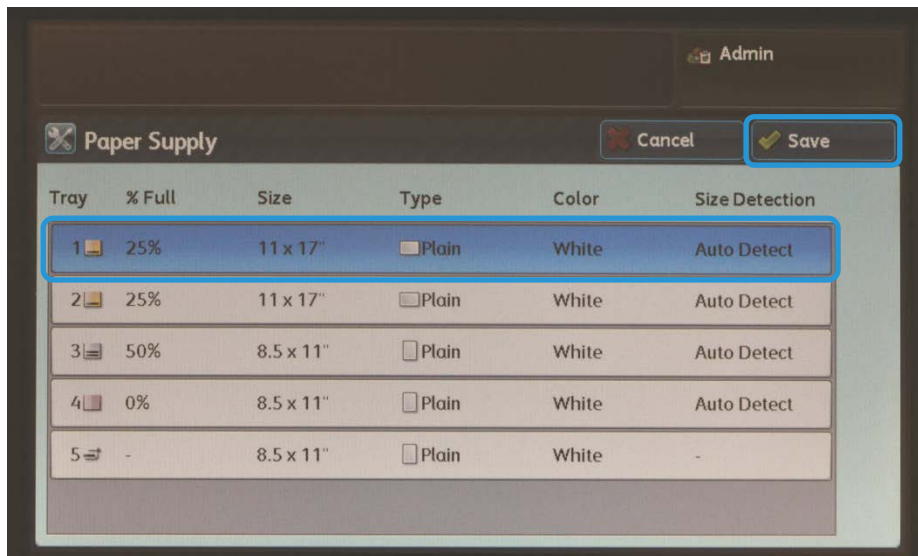 Admin
Paper Supply Cancel Save
Tray % Full Size Type Color Size Detection
1 25% 11 x 17" Plain White Auto Detect
2 25% 11 x 17" Plain White Auto Detect
3 50% 8.5 x 11" Plain White Auto Detect
4 0% 8.5 x 11" Plain White Auto Detect
5 - 8.5 x 11" Plain White -